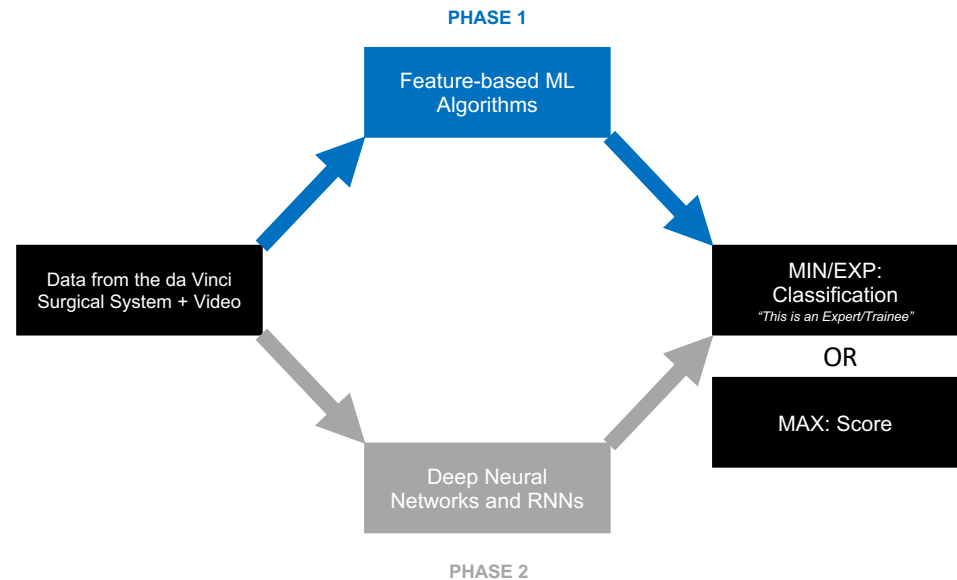 PHASE 1
Feature-based ML
Algorithms
Data from the da Vinci
Surgical System + Video
MIN/EXP:
Classification
“This is an Expert/Trainee”
OR
MAX: Score
Deep Neural
Networks and RNNs
PHASE 2